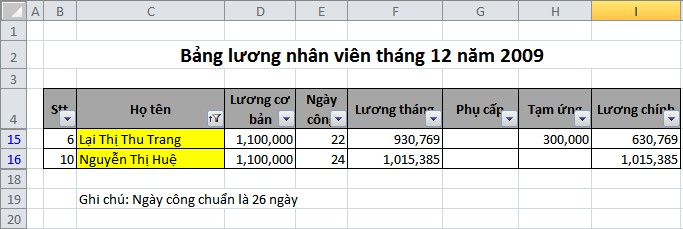 A B C D E F G H I
1
2 Bảng lương nhân viên tháng 12 năm 2009
3
4 Stt Họ tên Lương cơ bản Ngày công Lương tháng Phụ cấp Tạm ứng Lương chính
15 6 Lại Thị Thu Trang 1,100,000 22 930,769 300,000 630,769
16 10 Nguyễn Thị Huệ 1,100,000 24 1,015,385 1,015,385
18
19 Ghi chú: Ngày công chuẩn là 26 ngày
20